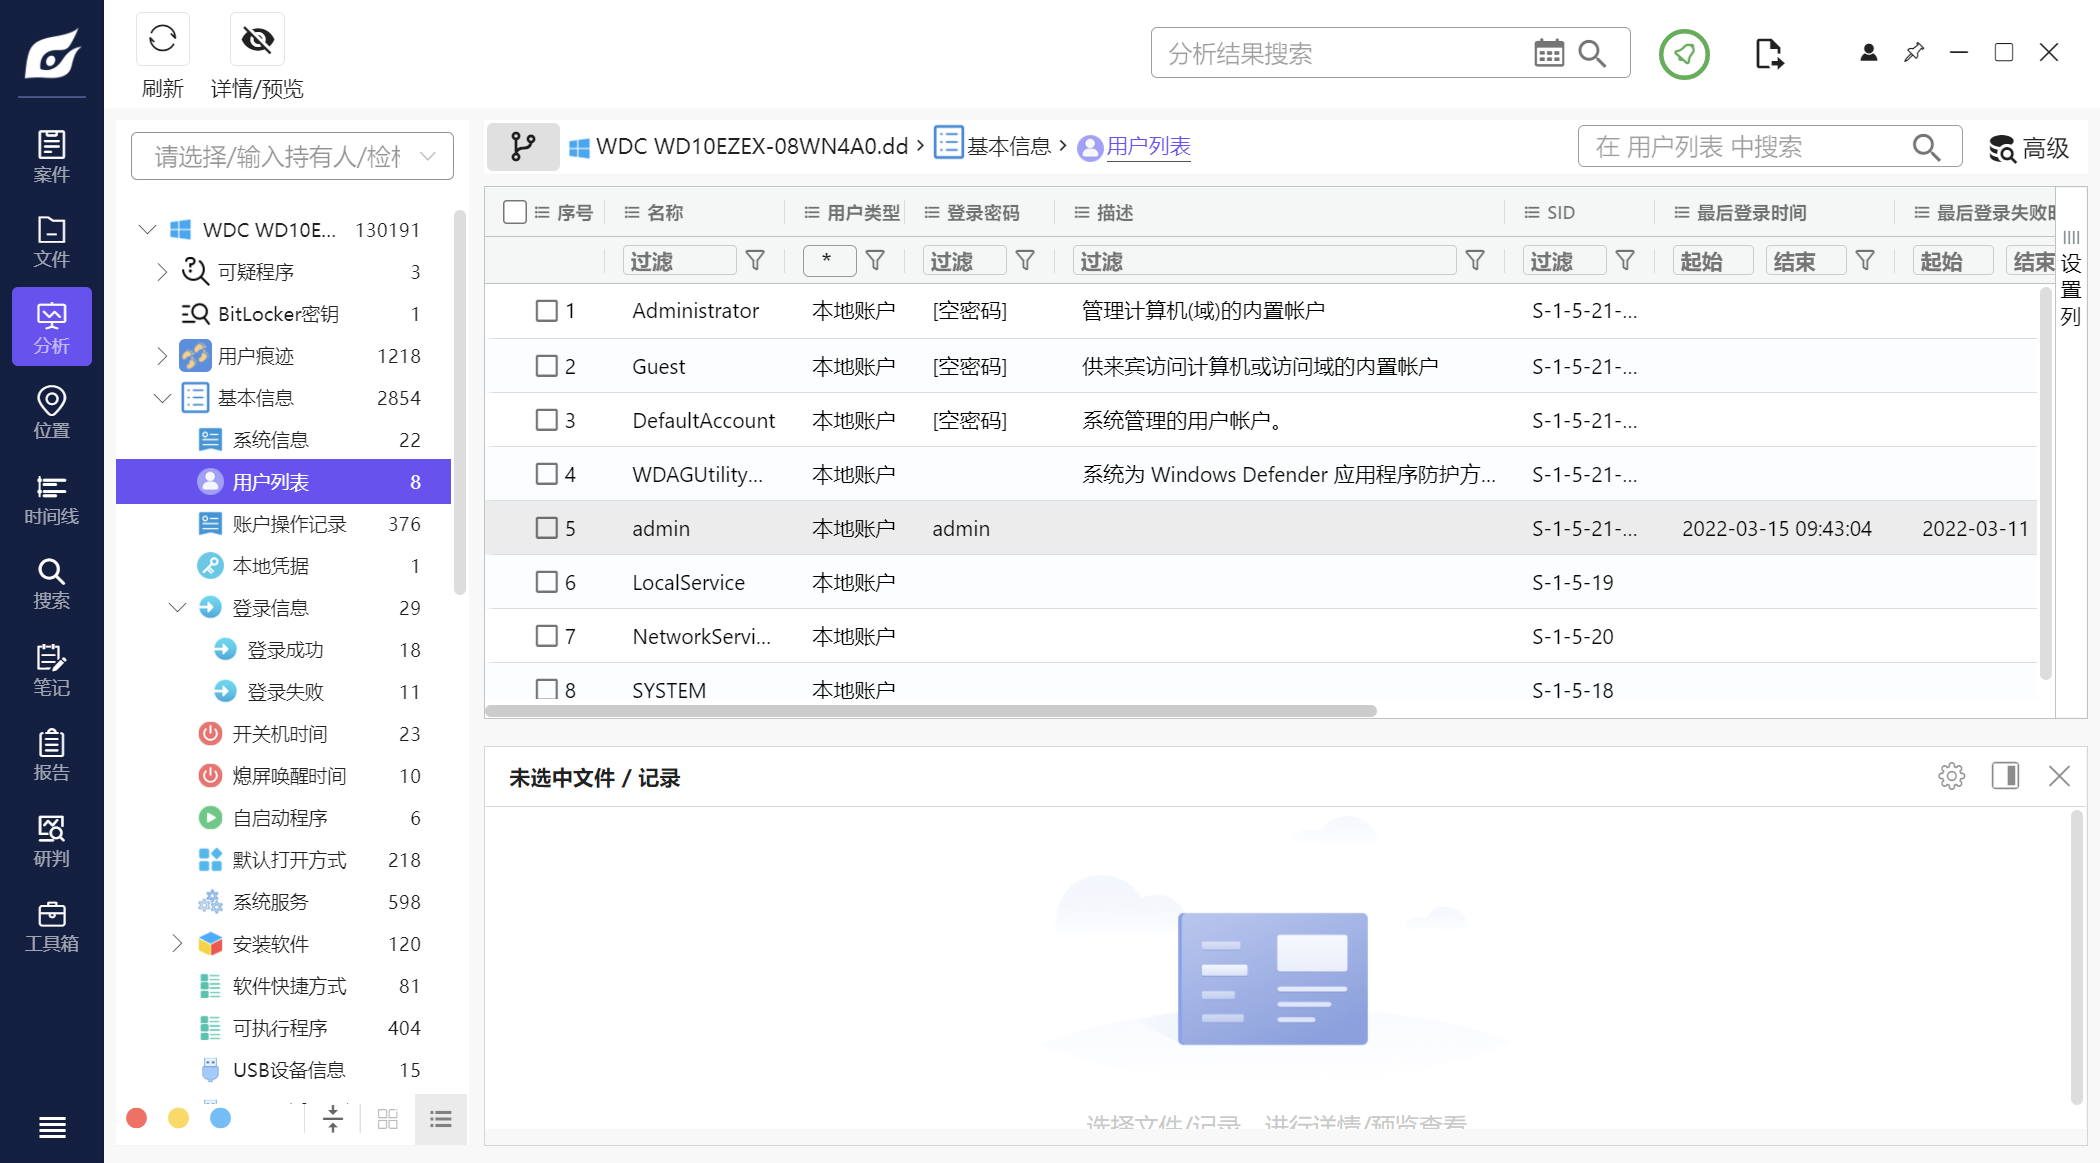 刷新
详情/预览
分析结果搜索
案件
文件
分析
位置
时间线
搜索
笔记
报告
研判
工具箱
请选择/输入持有人/检
WDC WD10E... 130191
可疑程序 3
BitLocker密钥 1
用户痕迹 1218
基本信息 2854
系统信息 22
用户列表 8
账户操作记录 376
本地凭据 1
登录信息 29
登录成功 18
登录失败 11
开关机时间 23
熄屏唤醒时间 10
自启动程序 6
默认打开方式 218
系统服务 598
安装软件 120
软件快捷方式 81
可执行程序 404
USB设备信息 15
WDC WD10EZEX-08WN4A0.dd › 基本信息 › 用户列表
在 用户列表 中搜索
高级
序号 名称 用户类型 登录密码 描述 SID 最后登录时间 最后登录失败时
过滤 * 过滤 过滤 过滤 起始 结束 起始 结束
设置列
1 Administrator 本地账户 [空密码] 管理计算机(域)的内置帐户 S-1-5-21-...
2 Guest 本地账户 [空密码] 供来宾访问计算机或访问域的内置帐户 S-1-5-21-...
3 DefaultAccount 本地账户 [空密码] 系统管理的用户帐户。 S-1-5-21-...
4 WDAGUtility... 本地账户 系统为 Windows Defender 应用程序防护方... S-1-5-21-...
5 admin 本地账户 admin S-1-5-21-... 2022-03-15 09:43:04 2022-03-11
6 LocalService 本地账户 S-1-5-19
7 NetworkServi... 本地账户 S-1-5-20
8 SYSTEM 本地账户 S-1-5-18
未选中文件 / 记录
选择文件/记录，进行详情/预览查看